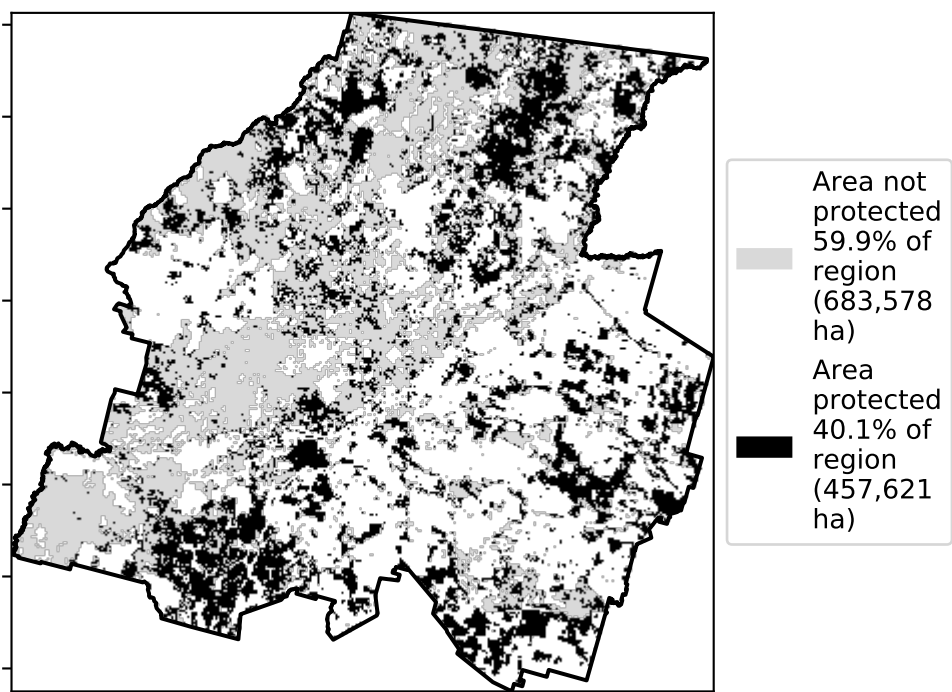 Area not
protected
59.9% of
region
(683,578
ha)
Area
protected
40.1% of
region
(457,621
ha)